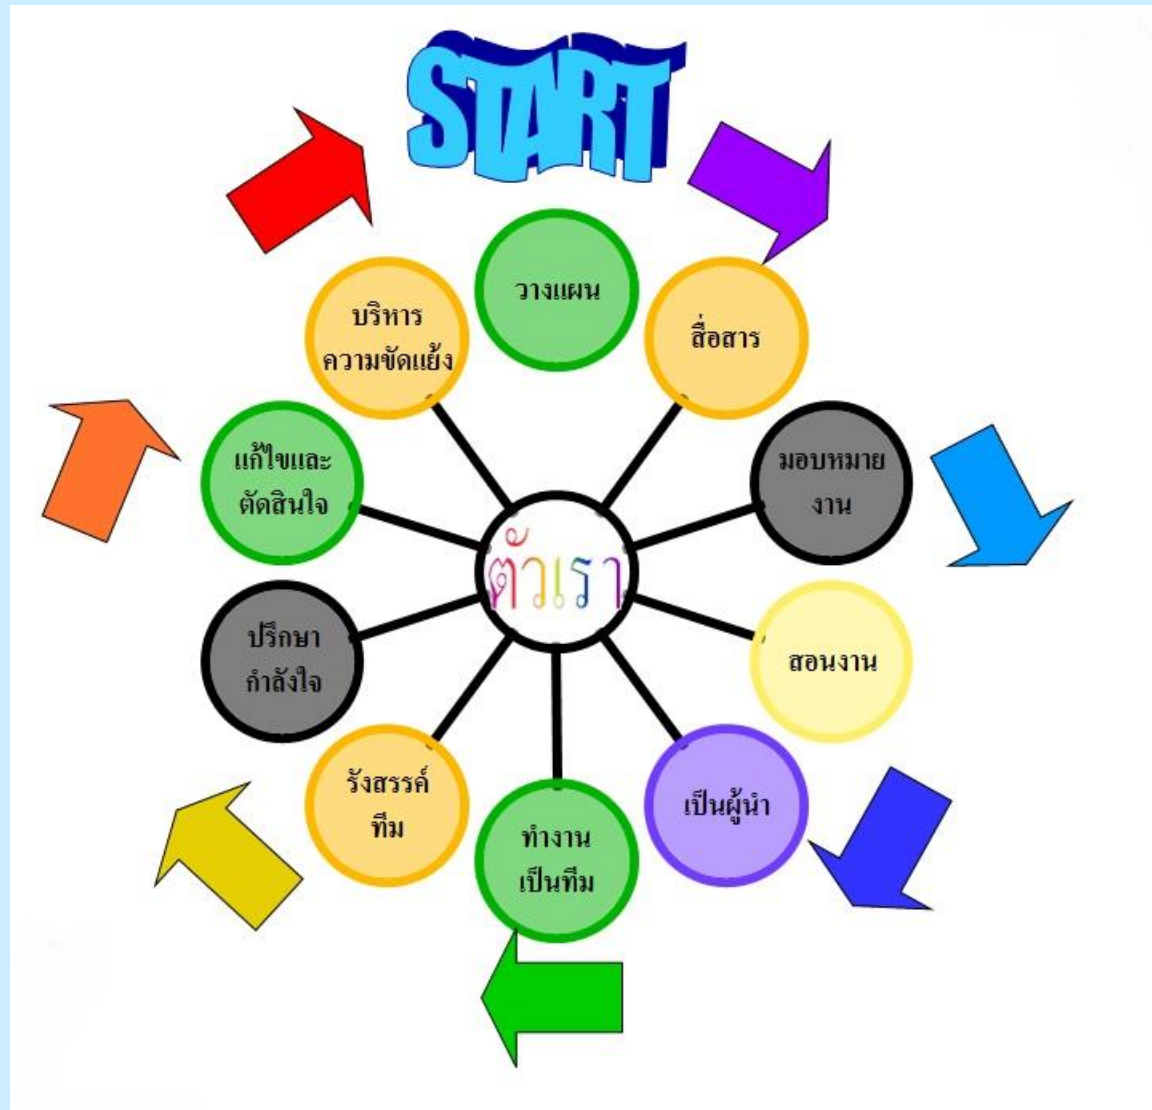 START
วางแผน
สื่อสาร
มอบหมาย
งาน
สอนงาน
เป็นผู้นำ
ทำงาน
เป็นทีม
รังสรรค์
ทีม
ปรึกษา
กำลังใจ
แก้ไขและ
ตัดสินใจ
บริหาร
ความขัดแย้ง
ตัวเรา